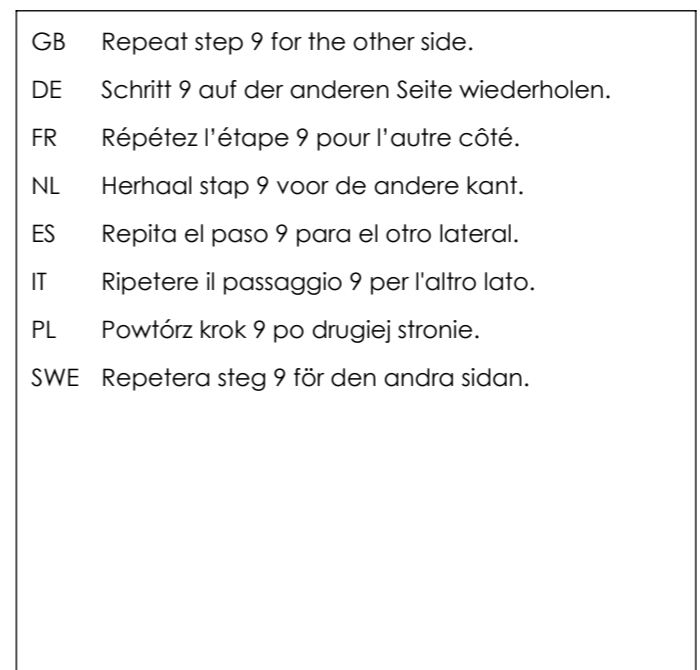 GB Repeat step 9 for the other side.
DE Schritt 9 auf der anderen Seite wiederholen.
FR Répétez l’étape 9 pour l’autre côté.
NL Herhaal stap 9 voor de andere kant.
ES Repita el paso 9 para el otro lateral.
IT Ripetere il passaggio 9 per l'altro lato.
PL Powtórz krok 9 po drugiej stronie.
SWE Repetera steg 9 för den andra sidan.